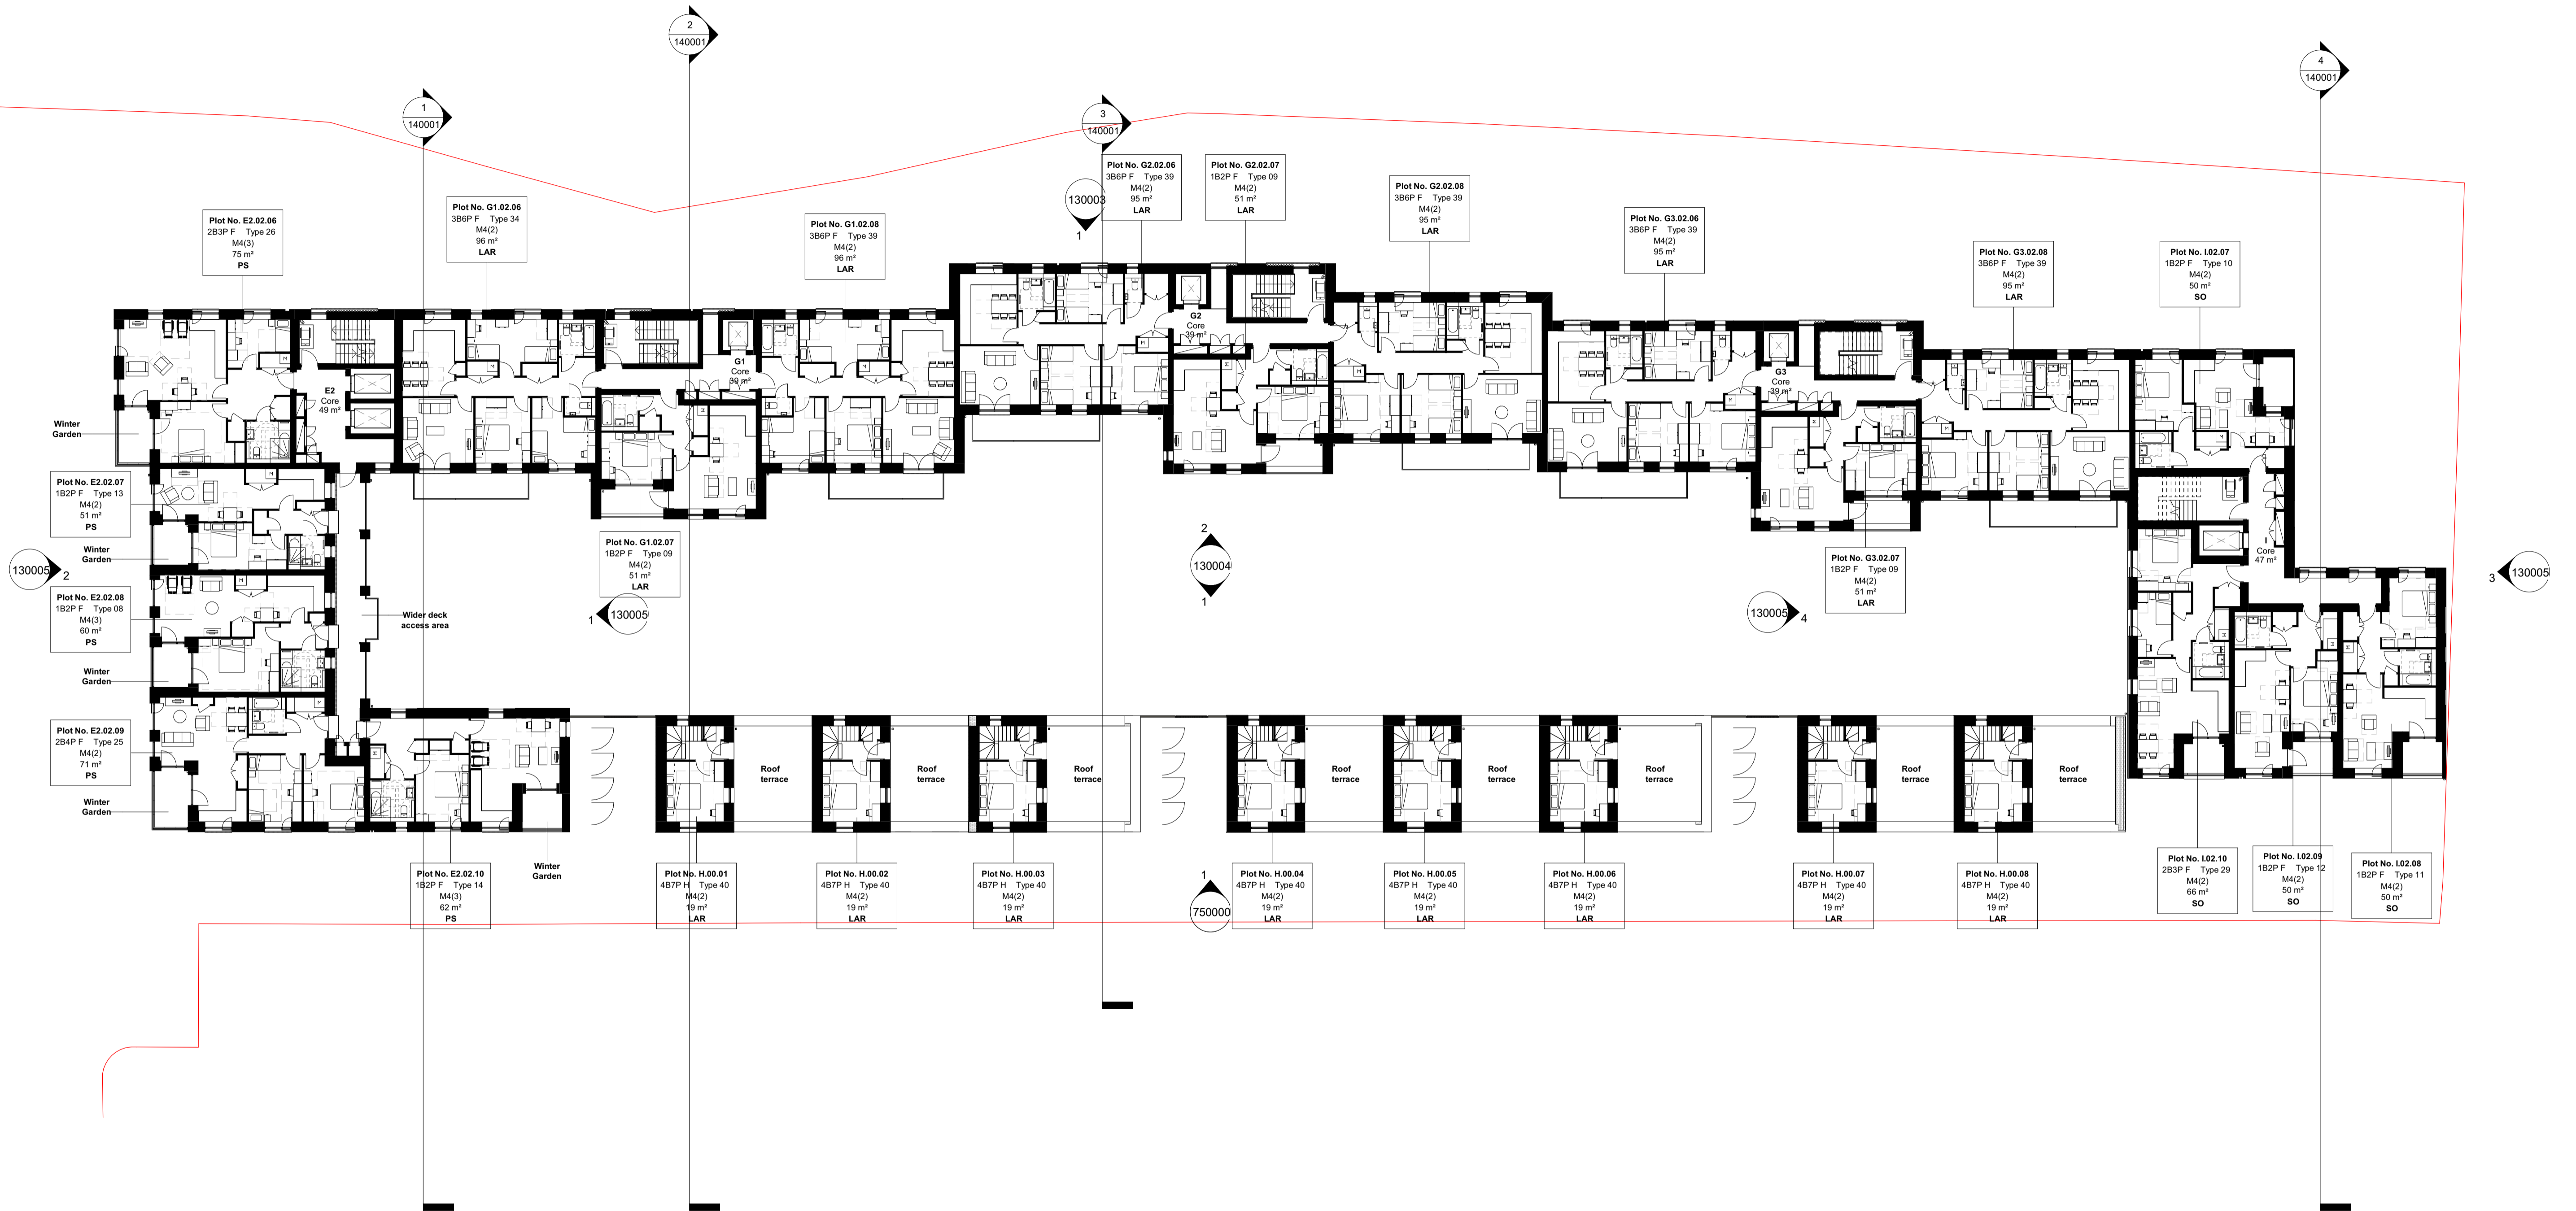 2
140001
4
140001
1
140001
3
140001
Plot No. G2.02.06
3B6P F Type 39
M4(2)
95 m²
LAR
Plot No. G2.02.07
1B2P F Type 09
M4(2)
51 m²
LAR
Plot No. G2.02.08
3B6P F Type 39
M4(2)
95 m²
LAR
130003
1
Plot No. E2.02.06
2B3P F Type 26
M4(3)
75 m²
PS
Plot No. G1.02.06
3B6P F Type 34
M4(2)
96 m²
LAR
Plot No. G1.02.08
3B6P F Type 39
M4(2)
96 m²
LAR
Plot No. G3.02.06
3B6P F Type 39
M4(2)
95 m²
LAR
Plot No. G3.02.08
3B6P F Type 39
M4(2)
95 m²
LAR
Plot No. I.02.07
1B2P F Type 10
M4(2)
50 m²
SO
E2
Core
49 m²
G1
Core
39 m²
G2
Core
39 m²
G3
Core
39 m²
I
Core
47 m²
Winter
Garden
Plot No. E2.02.07
1B2P F Type 13
M4(2)
51 m²
PS
Winter
Garden
130005
2
Plot No. E2.02.08
1B2P F Type 08
M4(3)
60 m²
PS
Winter
Garden
Plot No. E2.02.09
2B4P F Type 25
M4(2)
71 m²
PS
Winter
Garden
Wider deck
access area
Plot No. G1.02.07
1B2P F Type 09
M4(2)
51 m²
LAR
1
130005
2
130004
1
130005
4
Plot No. G3.02.07
1B2P F Type 09
M4(2)
51 m²
LAR
3
130005
Roof
terrace
Roof
terrace
Roof
terrace
Roof
terrace
Roof
terrace
Roof
terrace
Roof
terrace
Roof
terrace
Plot No. E2.02.10
1B2P F Type 14
M4(3)
62 m²
PS
Winter
Garden
Plot No. H.00.01
4B7P H Type 40
M4(2)
19 m²
LAR
Plot No. H.00.02
4B7P H Type 40
M4(2)
19 m²
LAR
Plot No. H.00.03
4B7P H Type 40
M4(2)
19 m²
LAR
1
750000
Plot No. H.00.04
4B7P H Type 40
M4(2)
19 m²
LAR
Plot No. H.00.05
4B7P H Type 40
M4(2)
19 m²
LAR
Plot No. H.00.06
4B7P H Type 40
M4(2)
19 m²
LAR
Plot No. H.00.07
4B7P H Type 40
M4(2)
19 m²
LAR
Plot No. H.00.08
4B7P H Type 40
M4(2)
19 m²
LAR
Plot No. I.02.10
2B3P F Type 29
M4(2)
66 m²
SO
Plot No. I.02.09
1B2P F Type 12
M4(2)
50 m²
SO
Plot No. I.02.08
1B2P F Type 11
M4(2)
50 m²
SO